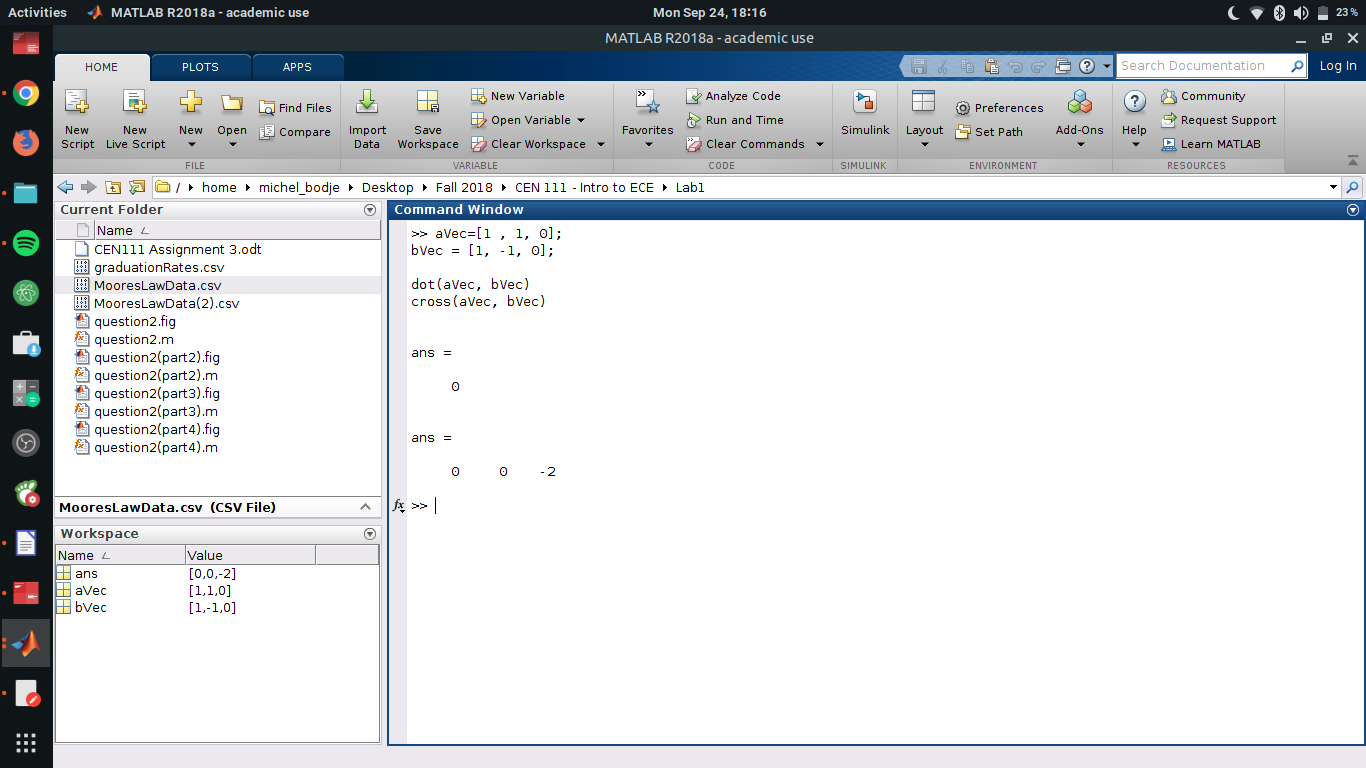 Activities MATLAB R2018a - academic use Mon Sep 24, 18:16 23 %
MATLAB R2018a - academic use
HOME PLOTS APPS Search Documentation Log In
New Script
New Live Script
New
Open
Find Files
Compare
FILE
Import Data
Save Workspace
New Variable
Open Variable
Clear Workspace
VARIABLE
Favorites
Analyze Code
Run and Time
Clear Commands
CODE
Simulink
SIMULINK
Layout
Preferences
Set Path
Add-Ons
ENVIRONMENT
Help
Community
Request Support
Learn MATLAB
RESOURCES
/ home michel_bodje Desktop Fall 2018 CEN 111 - Intro to ECE Lab1
Current Folder
Name
CEN111 Assignment 3.odt
graduationRates.csv
MooresLawData.csv
MooresLawData(2).csv
question2.fig
question2.m
question2(part2).fig
question2(part2).m
question2(part3).fig
question2(part3).m
question2(part4).fig
question2(part4).m
MooresLawData.csv (CSV File)
Workspace
Name Value
ans [0,0,-2]
aVec [1,1,0]
bVec [1,-1,0]
Command Window
>> aVec=[1 , 1, 0];
bVec = [1, -1, 0];
dot(aVec, bVec)
cross(aVec, bVec)
ans =
0
ans =
0 0 -2
fx >>